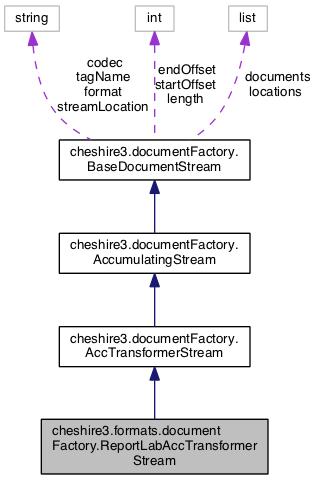 string
int
list
codec
tagName
format
streamLocation
endOffset
startOffset
length
documents
locations
cheshire3.documentFactory.
BaseDocumentStream
cheshire3.documentFactory.
AccumulatingStream
cheshire3.documentFactory.
AccTransformerStream
cheshire3.formats.document
Factory.ReportLabAccTransformer
Stream